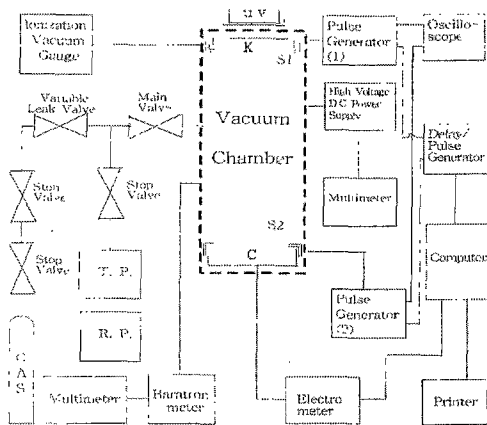 U V
Ionization
Vacuum
Gauge
K
S1
Pulse
Generator
(1)
Oscillo-
scope
Variable
Leak Valve
Main
Valve
Vacuum
Chamber
High Voltage
D C Power
Supply
Delay/
Pulse
Generator
Stop
Valve
Stop
Valve
Multimeter
S2
Stop
Valve
T. P.
C
Computer
Pulse
Generator
(2)
R. P.
G A S
Multimeter
Baratron
meter
Electro
meter
Printer